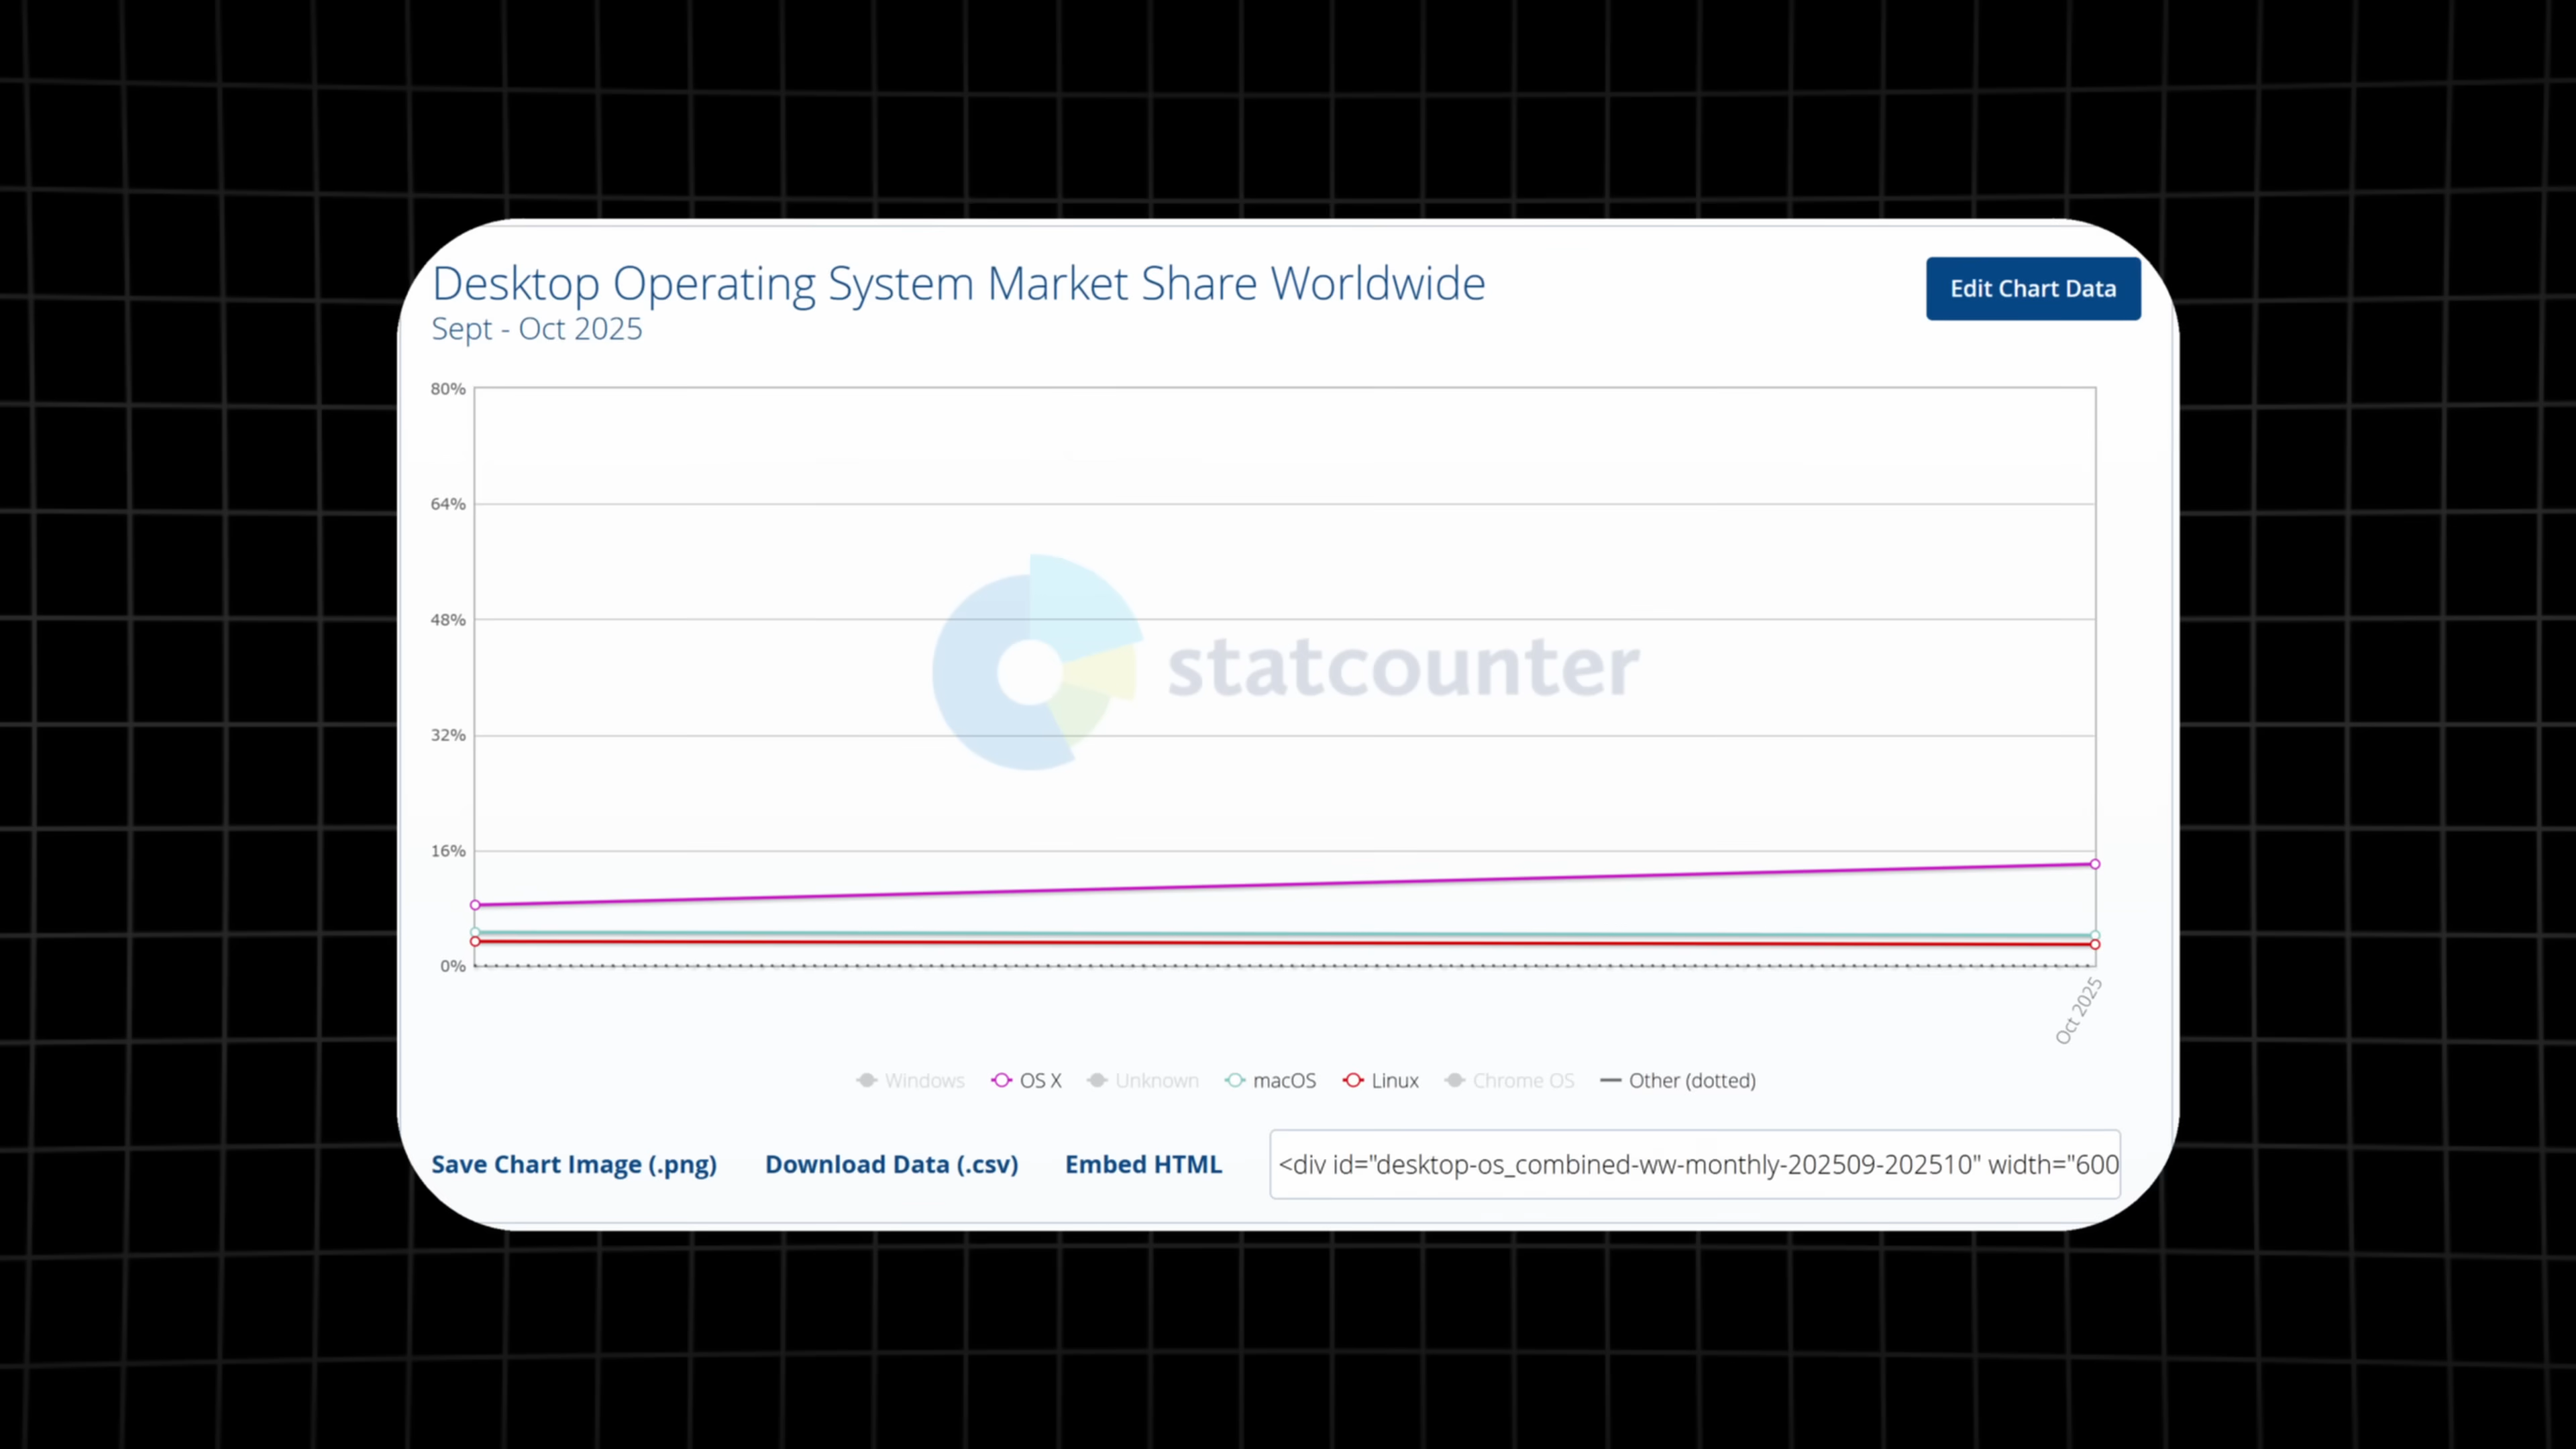 Desktop Operating System Market Share Worldwide
Edit Chart Data
Sept - Oct 2025
80%
64%
48%
statcounter
32%
16%
0%
Oct 2025
Windows OS X Unknown macOS Linux Chrome OS Other (dotted)
Save Chart Image (.png) Download Data (.csv) Embed HTML <div id="desktop-os_combined-ww-monthly-202509-202510" width="600